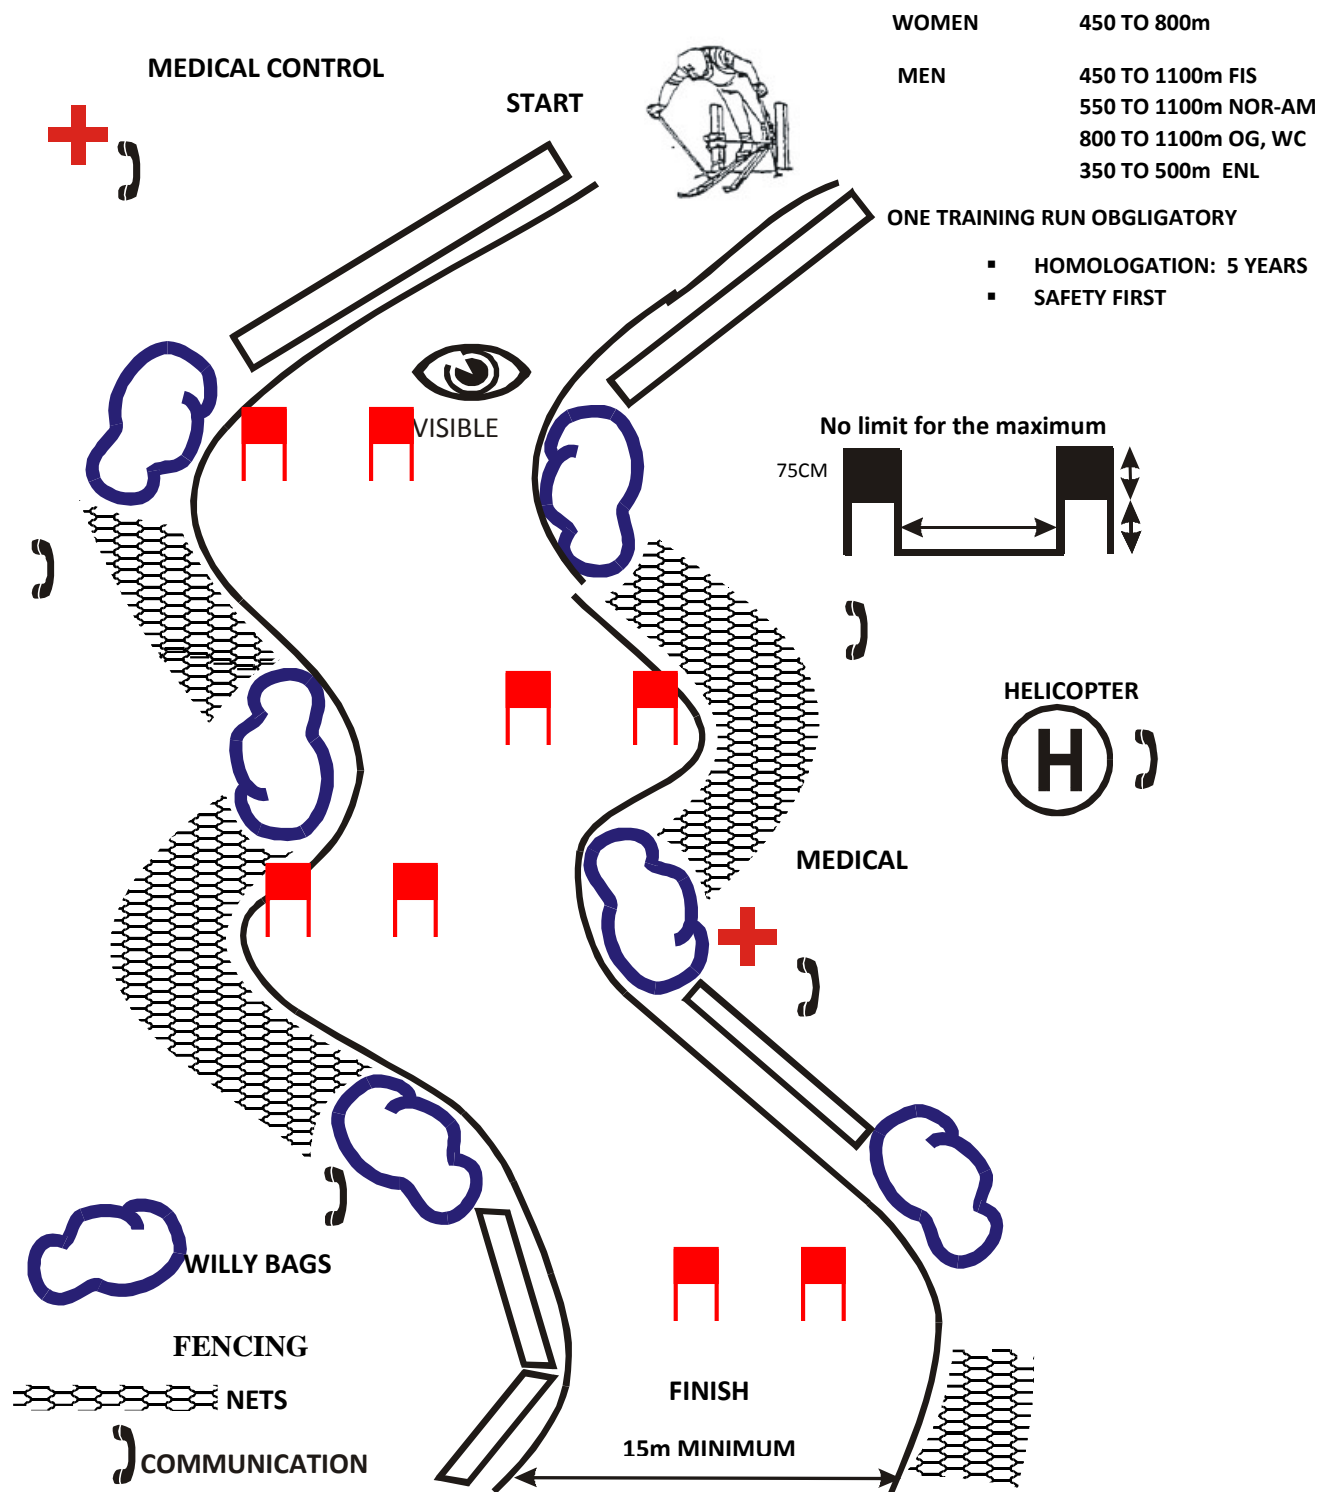 WOMEN 450 TO 800m
MEDICAL CONTROL
MEN 450 TO 1100m FIS
START
550 TO 1100m NOR-AM
800 TO 1100m OG, WC
350 TO 500m ENL
ONE TRAINING RUN OBGLIGATORY
▪ HOMOLOGATION: 5 YEARS
▪ SAFETY FIRST
VISIBLE
No limit for the maximum
75CM
HELICOPTER
H
MEDICAL
WILLY BAGS
FENCING
NETS
FINISH
15m MINIMUM
COMMUNICATION